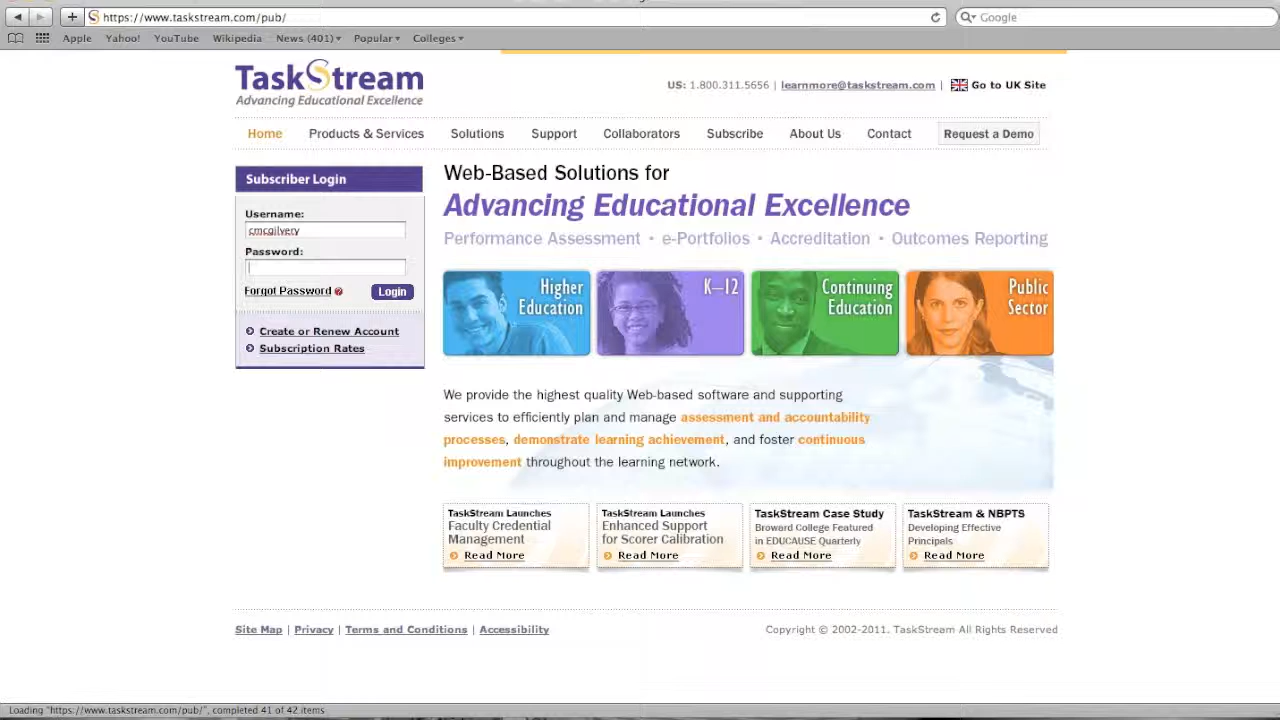 https://www.taskstream.com/pub/
Google
Apple Yahoo! YouTube Wikipedia News (401) Popular Colleges
TaskStream
Advancing Educational Excellence
US: 1.800.311.5656 | learnmore@taskstream.com | Go to UK Site
Home Products & Services Solutions Support Collaborators Subscribe About Us Contact Request a Demo
Subscriber Login
Username:
cmcgilvery
Password:
Forgot Password ?
Login
Create or Renew Account
Subscription Rates
Web-Based Solutions for
Advancing Educational Excellence
Performance Assessment • e-Portfolios • Accreditation • Outcomes Reporting
Higher
Education
K–12
Continuing
Education
Public
Sector
We provide the highest quality Web-based software and supporting
services to efficiently plan and manage assessment and accountability
processes, demonstrate learning achievement, and foster continuous
improvement throughout the learning network.
TaskStream Launches
Faculty Credential
Management
Read More
TaskStream Launches
Enhanced Support
for Scorer Calibration
Read More
TaskStream Case Study
Broward College Featured
in EDUCAUSE Quarterly
Read More
TaskStream & NBPTS
Developing Effective
Principals
Read More
Site Map | Privacy | Terms and Conditions | Accessibility
Copyright © 2002-2011. TaskStream All Rights Reserved
Loading "https://www.taskstream.com/pub/", completed 41 of 42 items